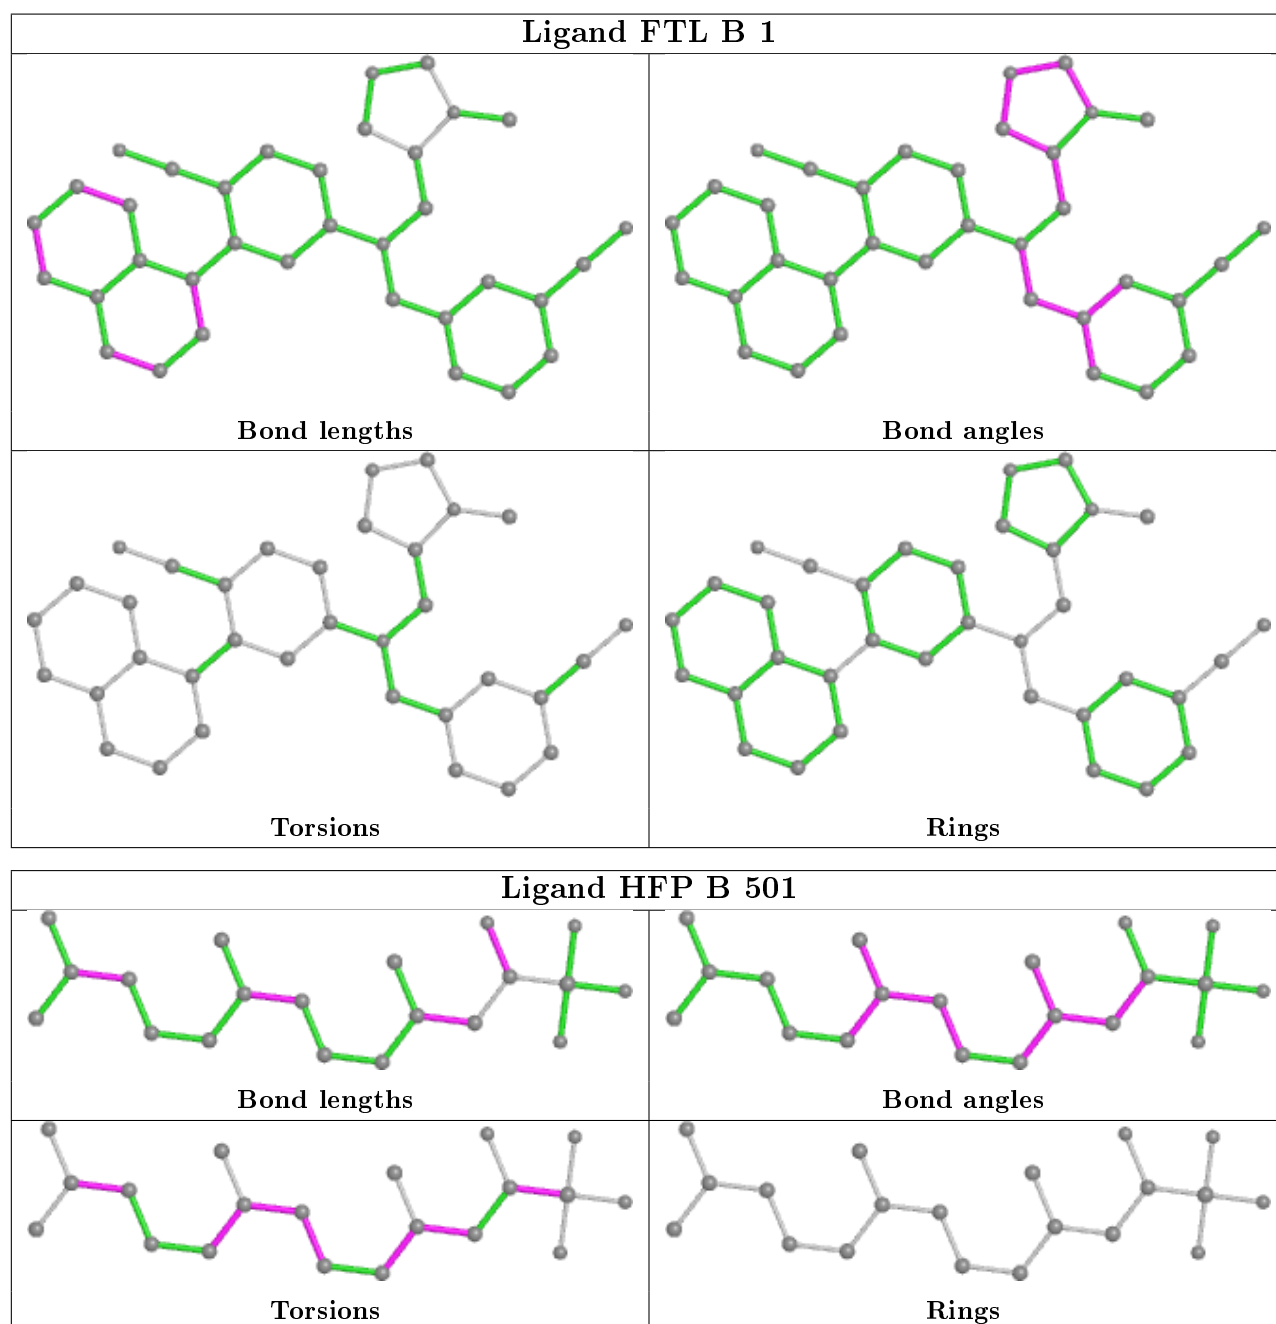 Ligand FTL B 1
Bond lengths
Bond angles
Torsions
Rings
Ligand HFP B 501
Bond lengths
Bond angles
Torsions
Rings